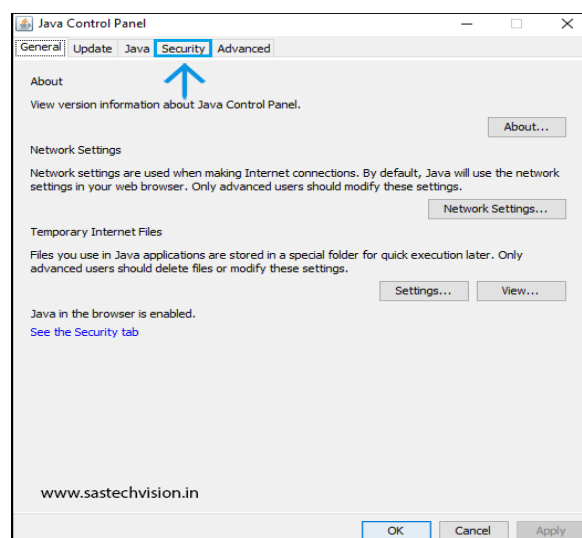 Java Control Panel
General Update Java Security Advanced
About
View version information about Java Control Panel.
About...
Network Settings
Network settings are used when making Internet connections. By default, Java will use the network
settings in your web browser. Only advanced users should modify these settings.
Network Settings...
Temporary Internet Files
Files you use in Java applications are stored in a special folder for quick execution later. Only
advanced users should delete files or modify these settings.
Settings... View...
Java in the browser is enabled.
See the Security tab
www.sastechvision.in
OK Cancel Apply